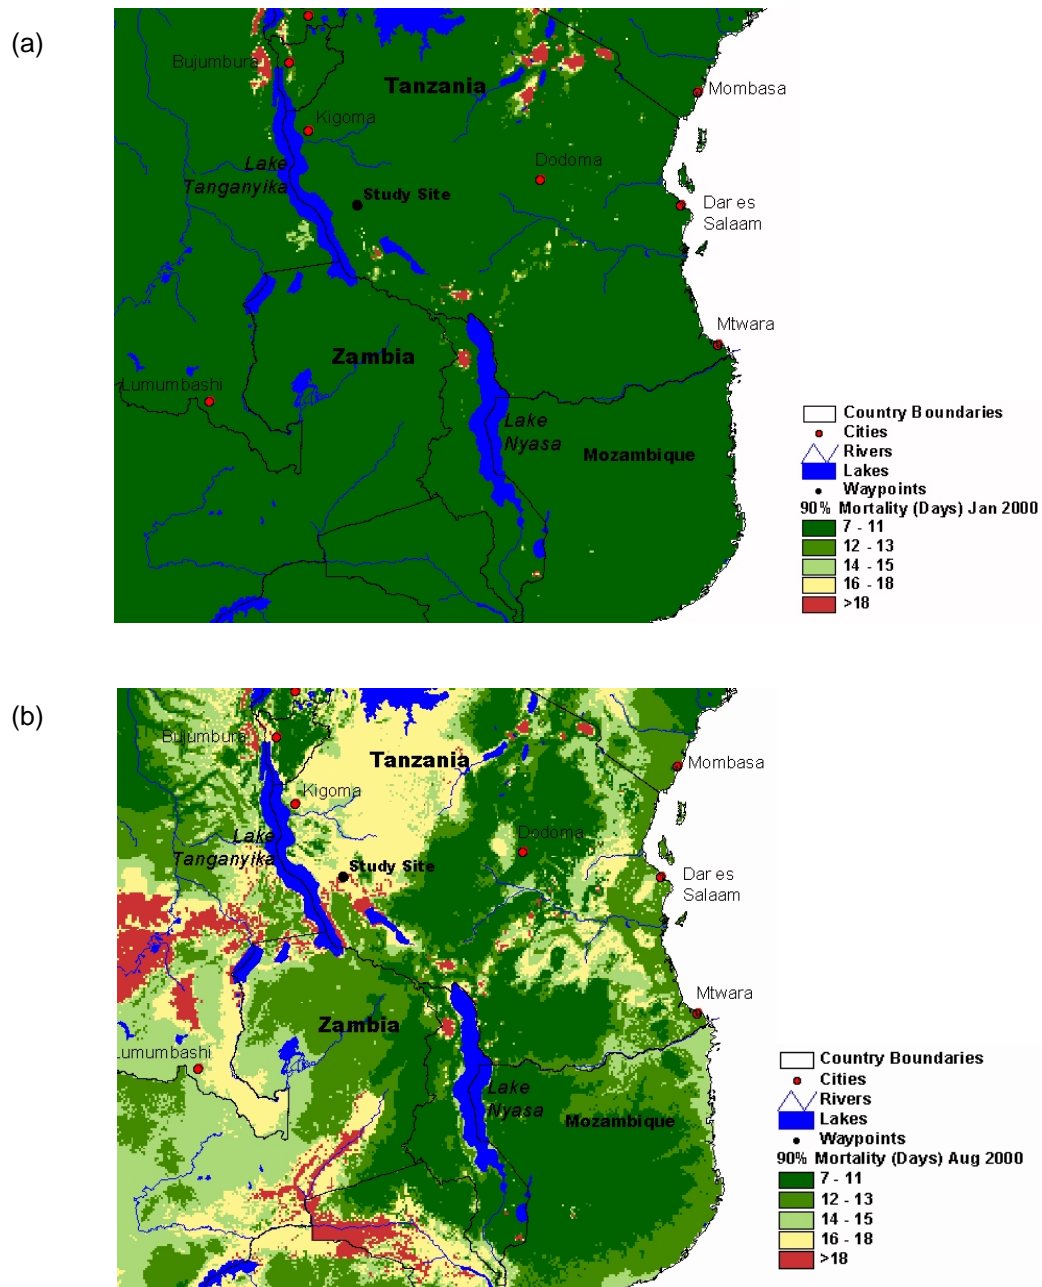 (a)
Bujumbura
Tanzania
Mombasa
Kigoma
Lake
Tanganyika
Dodoma
Study Site
Dar es
Salaam
Mtwara
Zambia
Lumumbashi
Lake
Nyasa
Mozambique
Country Boundaries
Cities
Rivers
Lakes
Waypoints
90% Mortality (Days) Jan 2000
7 - 11
12 - 13
14 - 15
16 - 18
>18
(b)
Bujumbura
Tanzania
Mombasa
Kigoma
Lake
Tanganyika
Dodoma
Study Site
Dar es
Salaam
Mtwara
Zambia
Lumumbashi
Lake
Nyasa
Mozambique
Country Boundaries
Cities
Rivers
Lakes
Waypoints
90% Mortality (Days) Aug 2000
7 - 11
12 - 13
14 - 15
16 - 18
>18